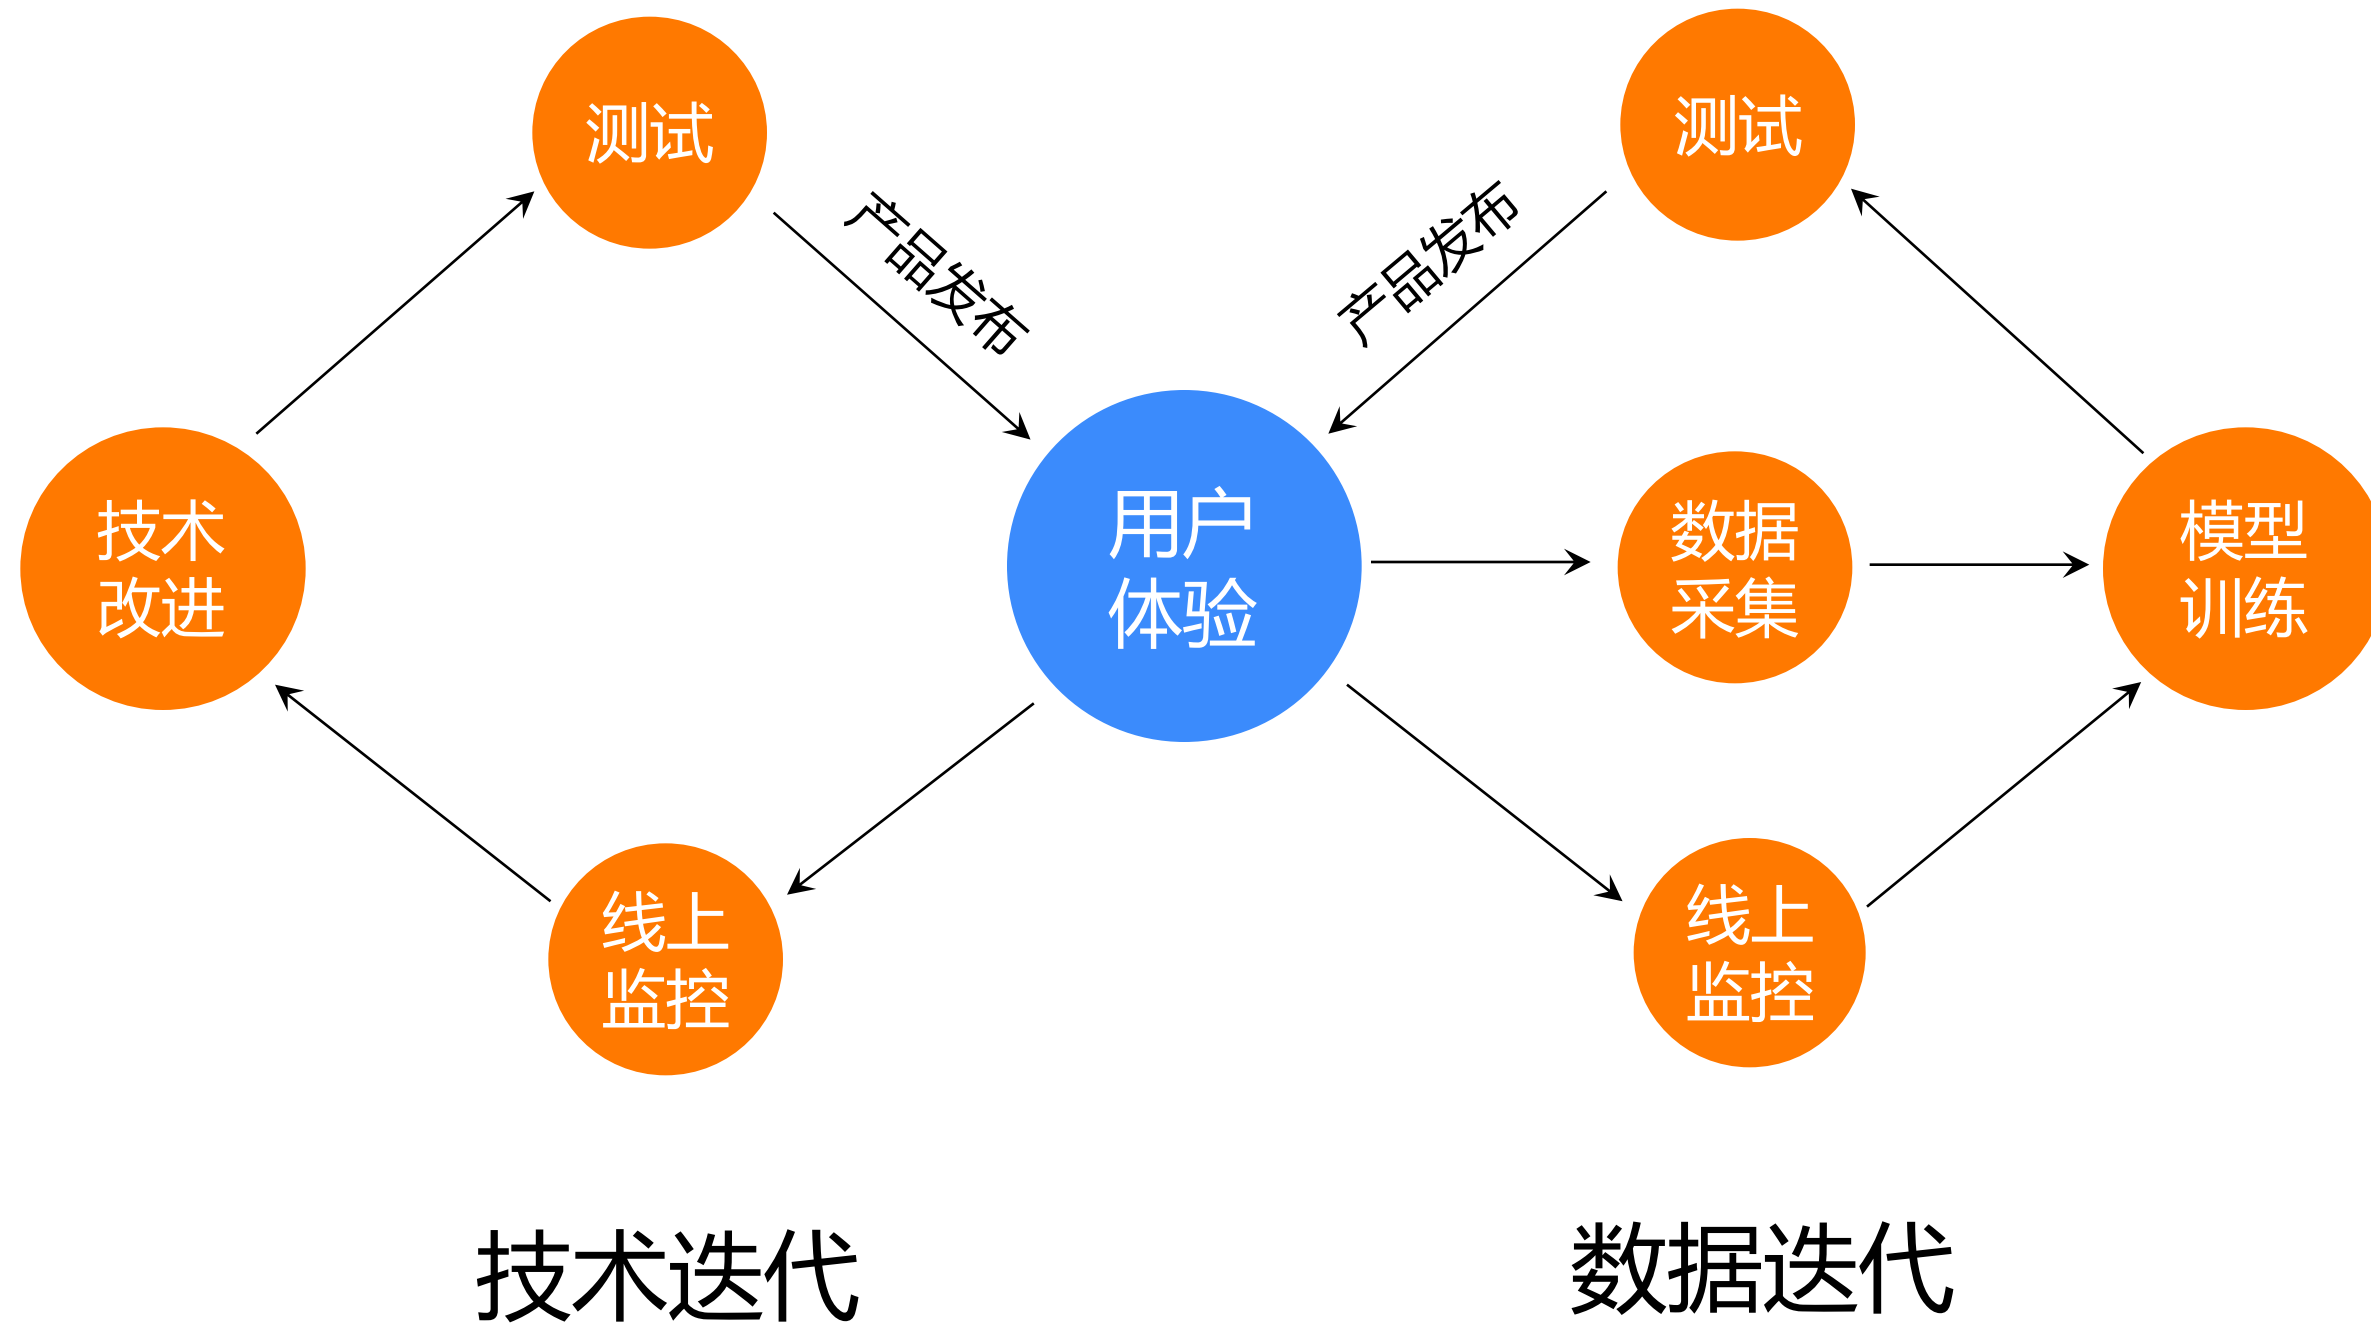 测试
测试
产品发布
产品发布
技术
改进
用户
体验
数据
采集
模型
训练
线上
监控
线上
监控
技术迭代
数据迭代